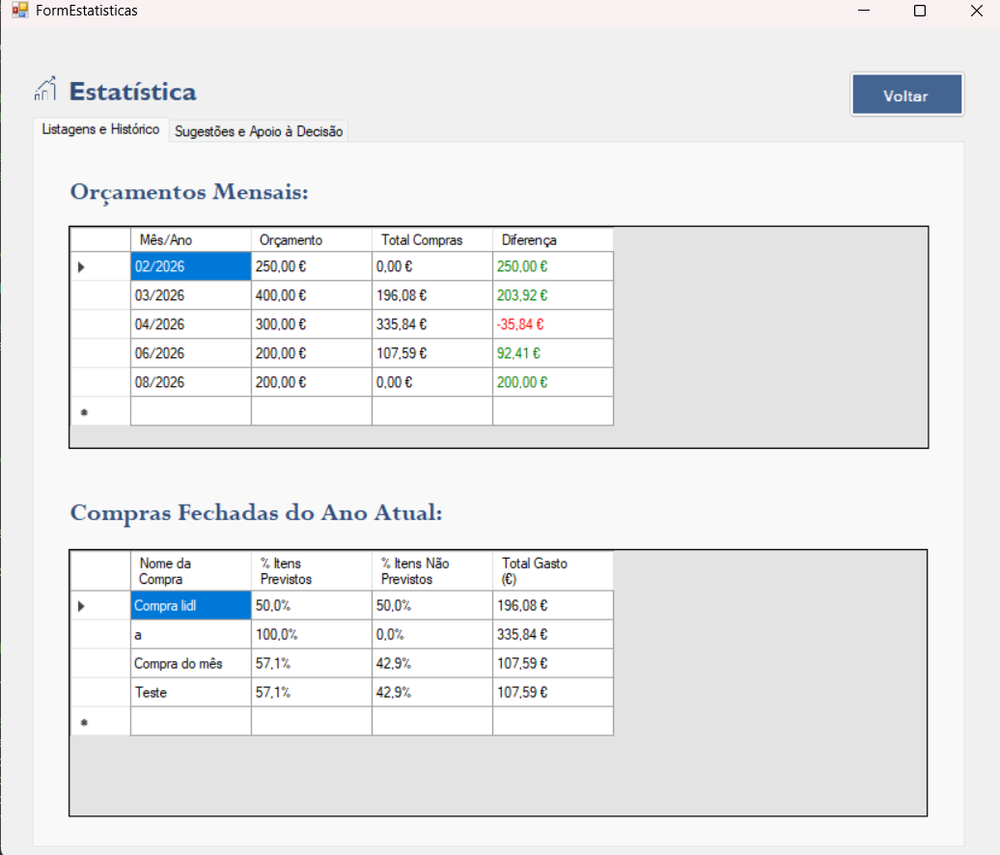 FormEstatisticas
Estatística
Voltar
Listagens e Histórico Sugestões e Apoio à Decisão
Orçamentos Mensais:
Mês/Ano Orçamento Total Compras Diferença
02/2026 250,00 € 0,00 € 250,00 €
03/2026 400,00 € 196,08 € 203,92 €
04/2026 300,00 € 335,84 € -35,84 €
06/2026 200,00 € 107,59 € 92,41 €
08/2026 200,00 € 0,00 € 200,00 €
Compras Fechadas do Ano Atual:
Nome da % Itens % Itens Não Total Gasto
Compra Previstos Previstos (€)
Compra lidl 50,0% 50,0% 196,08 €
a 100,0% 0,0% 335,84 €
Compra do mês 57,1% 42,9% 107,59 €
Teste 57,1% 42,9% 107,59 €